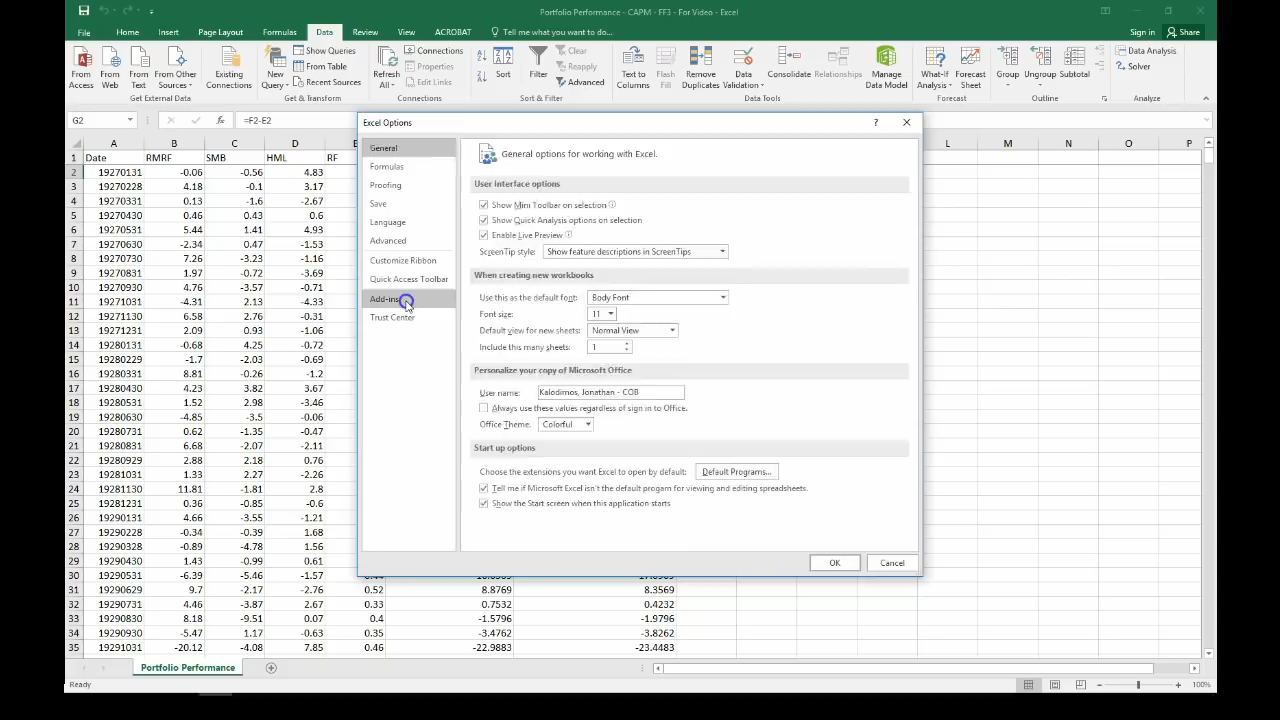 Portfolio Performance - CAPM - FF3 - For Video - Excel
File Home Insert Page Layout Formulas Data Review View ACROBAT Tell me what you want to do... Sign in Share
From Access
From Web
From Text
From Other Sources
Existing Connections
Get External Data
New Query
Show Queries
From Table
Recent Sources
Get & Transform
Refresh All
Connections
Properties
Edit Links
Connections
Sort
Filter
Clear
Reapply
Advanced
Sort & Filter
Text to Columns
Flash Fill
Remove Duplicates
Data Validation
Consolidate
Relationships
Manage Data Model
Data Tools
What-If Analysis
Forecast Sheet
Forecast
Group
Ungroup
Subtotal
Outline
Data Analysis
Solver
Analyze
G2 fx =F2-E2
Excel Options
?
General
Formulas
Proofing
Save
Language
Advanced
Customize Ribbon
Quick Access Toolbar
Add-ins
Trust Center
General options for working with Excel.
User Interface options
Show Mini Toolbar on selection
Show Quick Analysis options on selection
Enable Live Preview
ScreenTip style: Show feature descriptions in ScreenTips
When creating new workbooks
Use this as the default font: Body Font
Font size: 11
Default view for new sheets: Normal View
Include this many sheets: 1
Personalize your copy of Microsoft Office
User name: Kalodimos, Jonathan - COB
Always use these values regardless of sign in to Office.
Office Theme: Colorful
Start up options
Choose the extensions you want Excel to open by default: Default Programs...
Tell me if Microsoft Excel isn't the default progam for viewing and editing spreadsheets.
Show the Start screen when this application starts
OK Cancel
A B C D E L M N O P
1 Date RMRF SMB HML RF
2 19270131 -0.06 -0.56 4.83
3 19270228 4.18 -0.1 3.17
4 19270331 0.13 -1.6 -2.67
5 19270430 0.46 0.43 0.6
6 19270531 5.44 1.41 4.93
7 19270630 -2.34 0.47 -1.53
8 19270730 7.26 -3.23 -1.16
9 19270831 1.97 -0.72 -3.69
10 19270930 4.76 -3.57 -0.71
11 19271031 -4.31 2.13 -4.33
12 19271130 6.58 2.76 -0.31
13 19271231 2.09 0.93 -1.06
14 19280131 -0.68 4.25 -0.72
15 19280229 -1.7 -2.03 -0.69
16 19280331 8.81 -0.26 -1.2
17 19280430 4.23 3.82 3.67
18 19280531 1.52 2.98 -3.46
19 19280630 -4.85 -3.5 -0.06
20 19280731 0.62 -1.35 -0.47
21 19280831 6.68 -2.07 -2.11
22 19280930 2.88 2.18 0.76
23 19281031 1.33 2.27 -2.26
24 19281130 11.81 -1.81 2.8
25 19281231 0.36 -0.85 -0.6
26 19290131 4.66 -3.55 -1.21
27 19290228 -0.34 -0.39 1.68
28 19290328 -0.89 -4.78 1.56
29 19290430 1.43 -0.99 0.61
30 19290531 -6.39 -5.46 -1.57
31 19290629 9.7 -2.17 -2.76 0.52 8.8769 8.3569
32 19290731 4.46 -3.87 2.67 0.33 0.7532 0.4232
33 19290830 8.18 -9.51 0.07 0.4 -1.5796 -1.9796
34 19290930 -5.47 1.17 -0.63 0.35 -3.4762 -3.8262
35 19291031 -20.12 -4.08 7.85 0.46 -22.9883 -23.4483
Portfolio Performance
Ready 100%